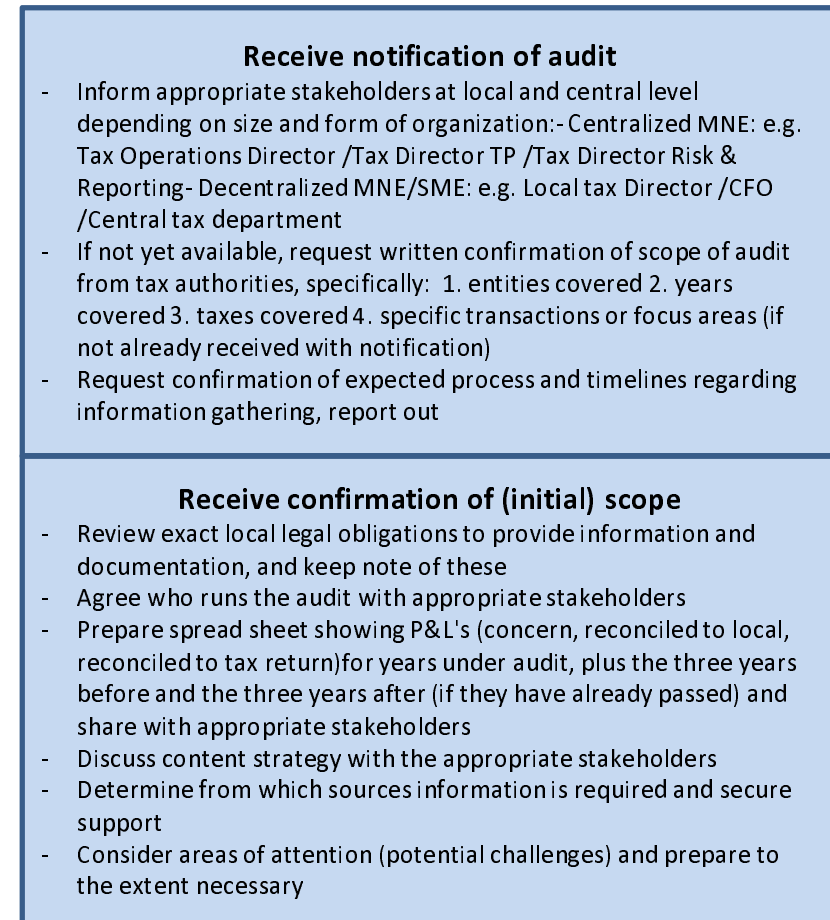 Receive notification of audit
- Inform appropriate stakeholders at local and central level
depending on size and form of organization:- Centralized MNE: e.g.
Tax Operations Director /Tax Director TP /Tax Director Risk &
Reporting- Decentralized MNE/SME: e.g. Local tax Director /CFO
/Central tax department
- If not yet available, request written confirmation of scope of audit
from tax authorities, specifically:  1. entities covered 2. years
covered 3. taxes covered 4. specific transactions or focus areas (if
not already received with notification)
- Request confirmation of expected process and timelines regarding
information gathering, report out
Receive confirmation of (initial) scope
- Review exact local legal obligations to provide information and
documentation, and keep note of these
- Agree who runs the audit with appropriate stakeholders
- Prepare spread sheet showing P&L's (concern, reconciled to local,
reconciled to tax return)for years under audit, plus the three years
before and the three years after (if they have already passed) and
share with appropriate stakeholders
- Discuss content strategy with the appropriate stakeholders
- Determine from which sources information is required and secure
support
- Consider areas of attention (potential challenges) and prepare to
the extent necessary